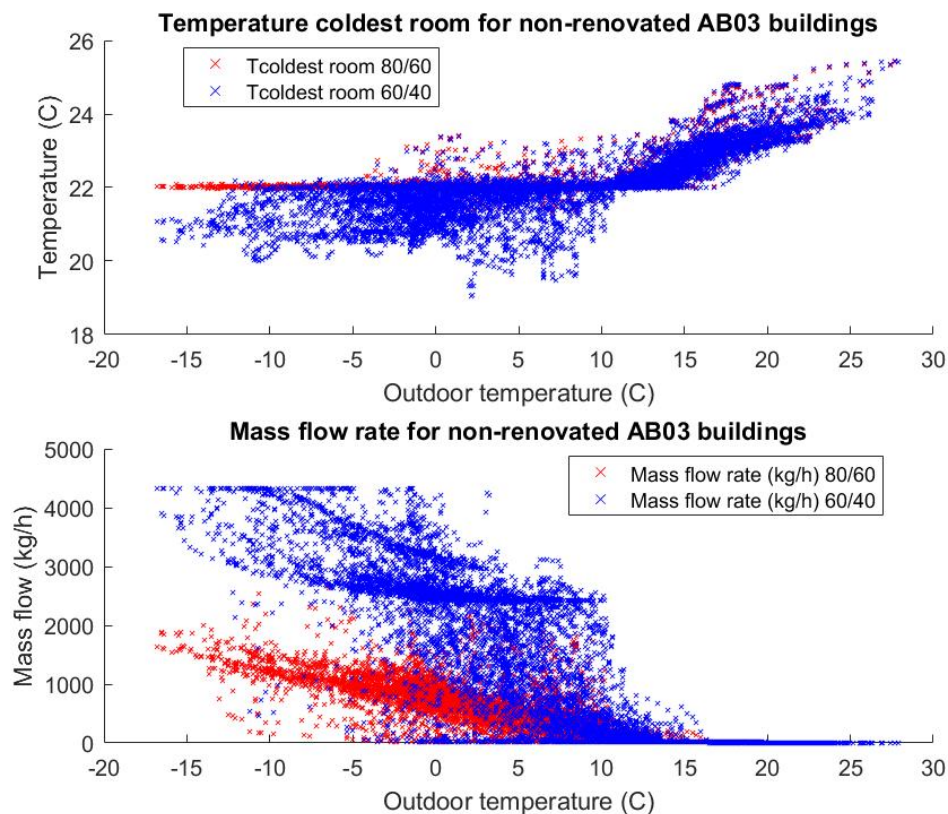 Temperature coldest room for non-renovated AB03 buildings
26
Tcoldest room 80/60
Tcoldest room 60/40
24
22
20
18
Temperature (C)
-20 -15 -10 -5 0 5 10 15 20 25 30
Outdoor temperature (C)
Mass flow rate for non-renovated AB03 buildings
5000
Mass flow rate (kg/h) 80/60
Mass flow rate (kg/h) 60/40
4000
3000
2000
1000
0
Mass flow (kg/h)
-20 -15 -10 -5 0 5 10 15 20 25 30
Outdoor temperature (C)